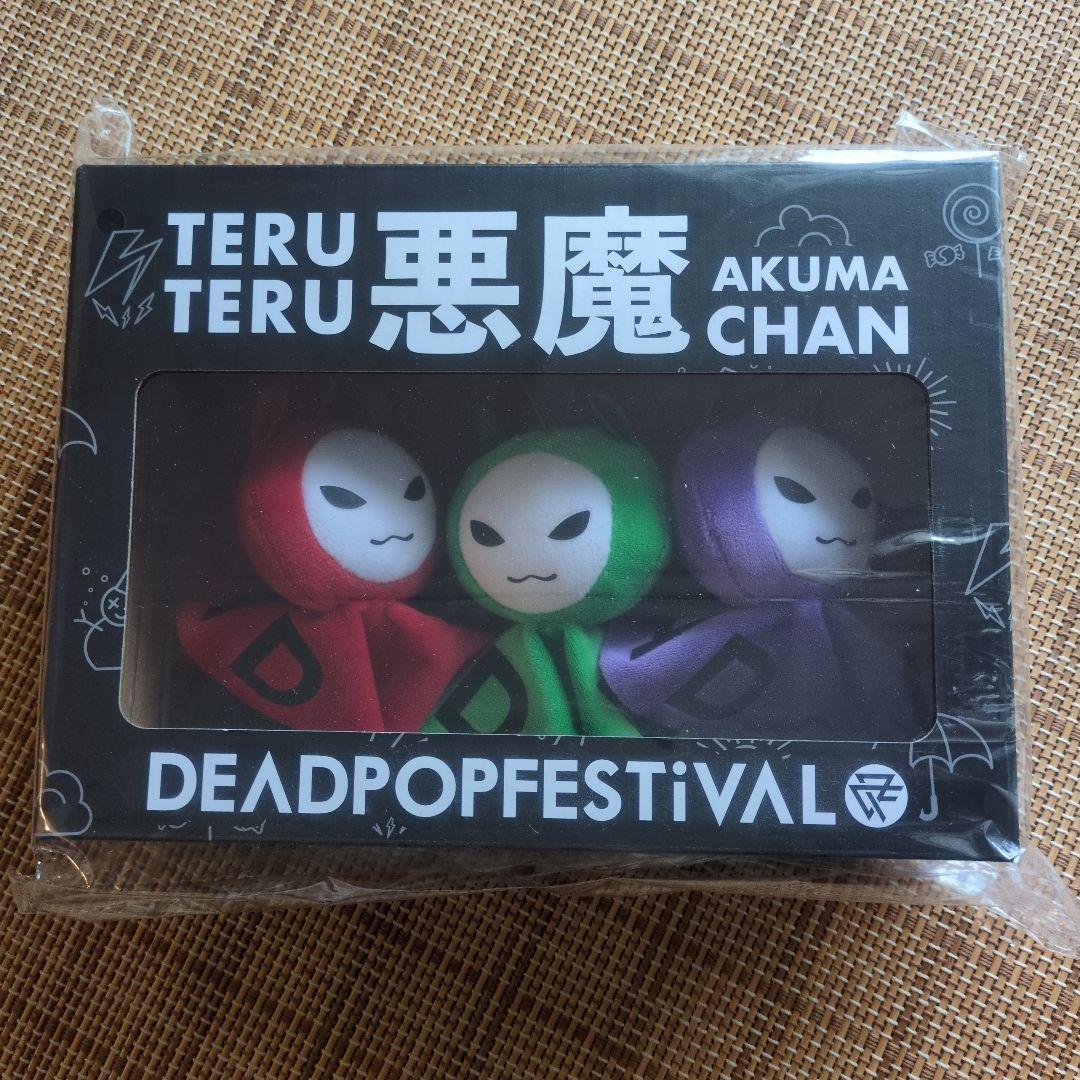 TERU
TERU
悪魔
AKUMA
CHAN
D
D
D
DEADPOPFESTiVAL